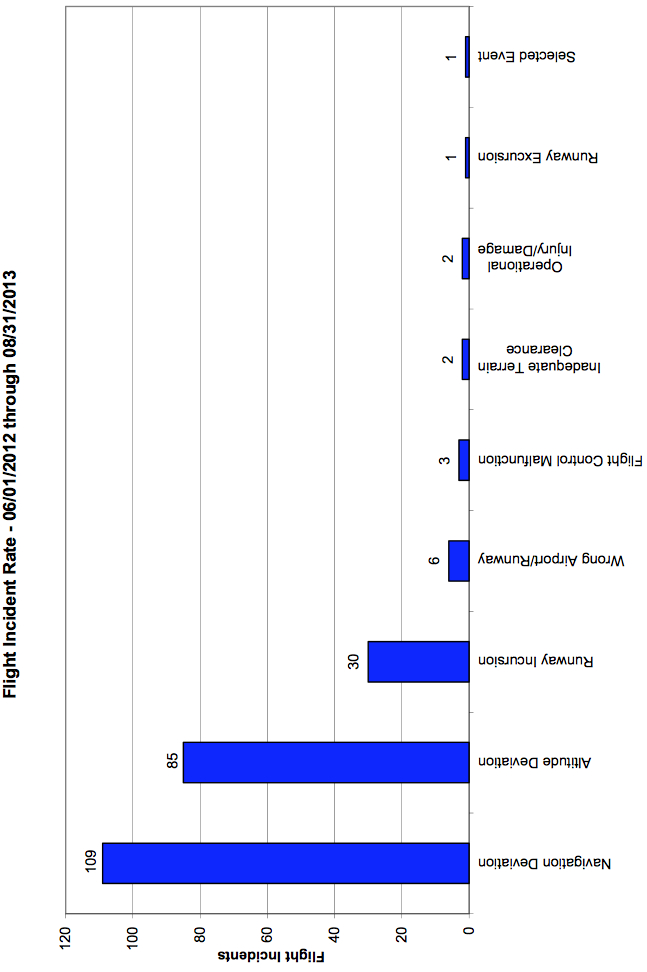 Flight Incident Rate - 06/01/2012 through 08/31/2013
Flight Incidents
120
100
80
60
40
20
0
109
85
30
6
3
2
2
1
1
Navigation Deviation
Altitude Deviation
Runway Incursion
Wrong Airport/Runway
Flight Control Malfunction
Inadequate Terrain
Clearance
Operational
Injury/Damage
Runway Excursion
Selected Event